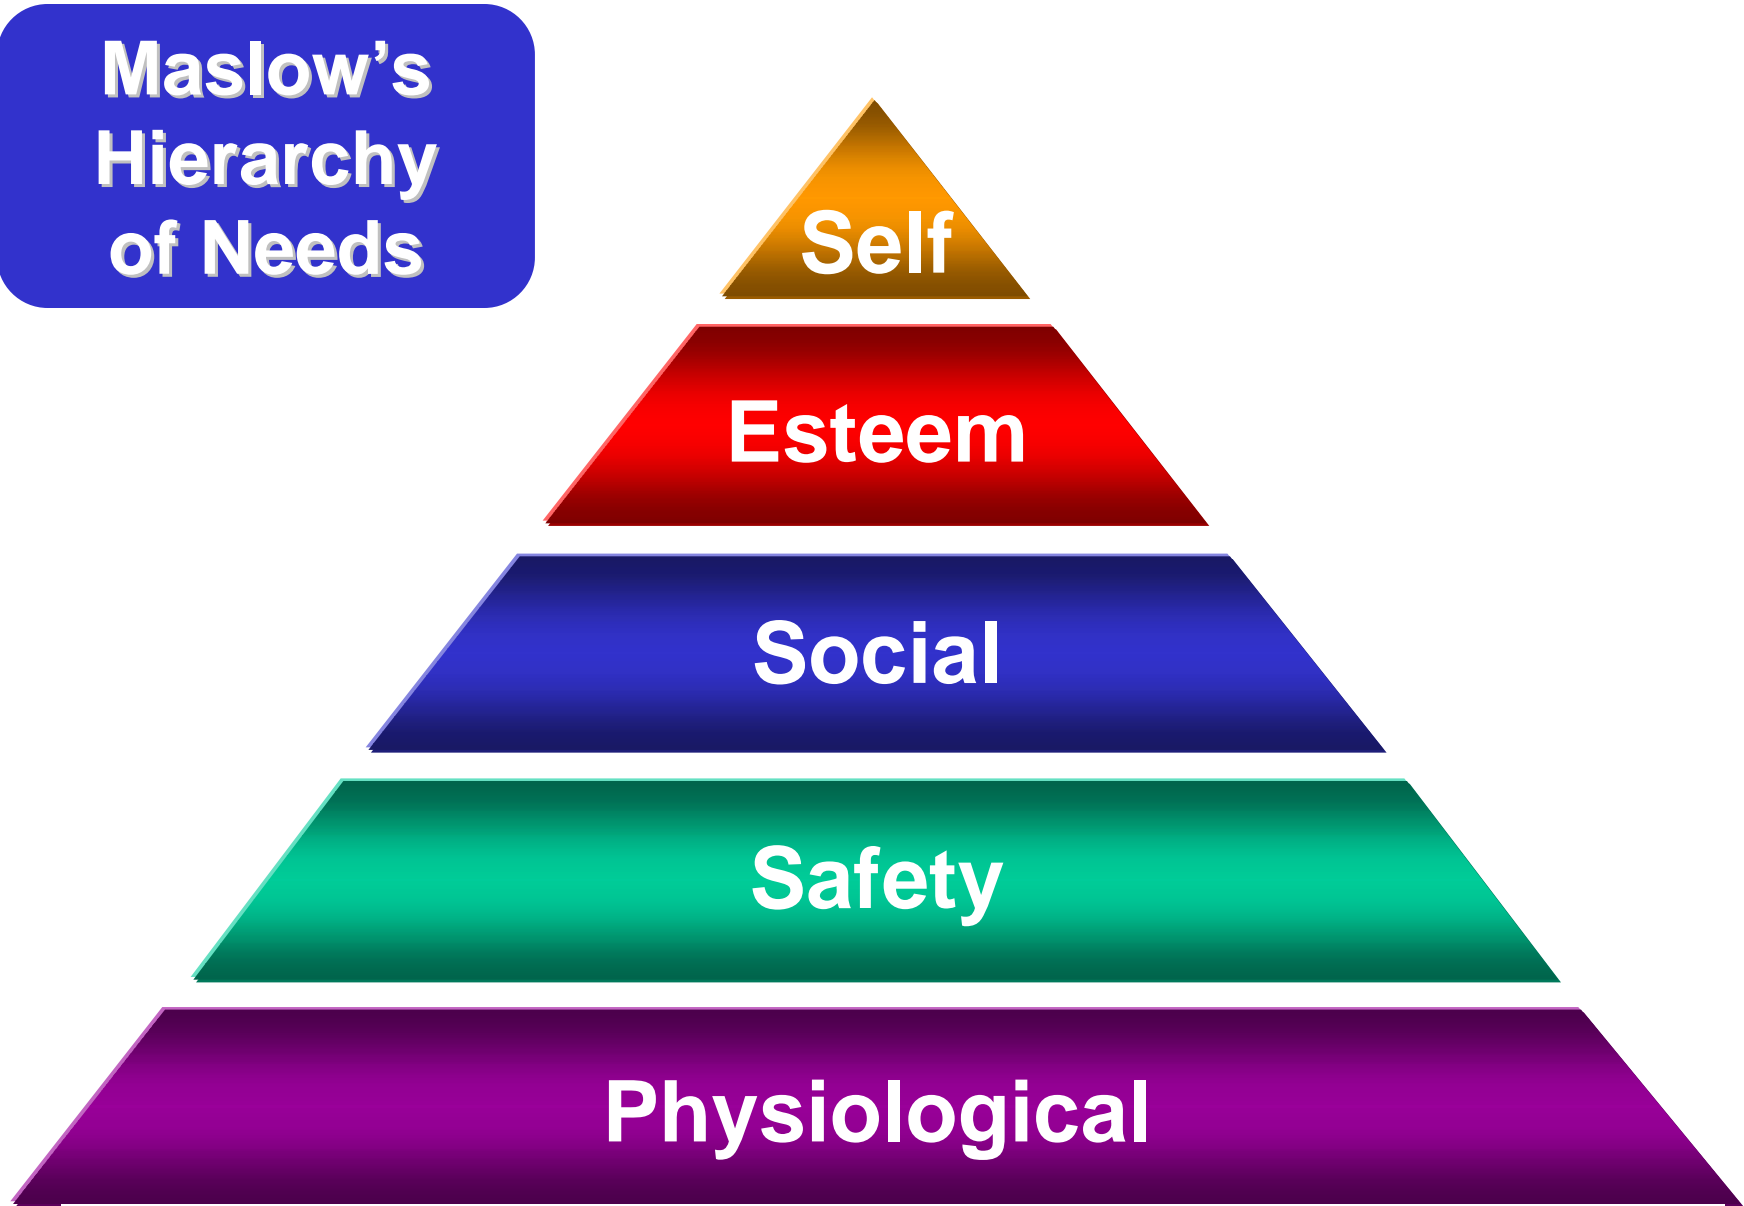 Maslow’s
Hierarchy
of Needs
Self
Esteem
Social
Safety
Physiological